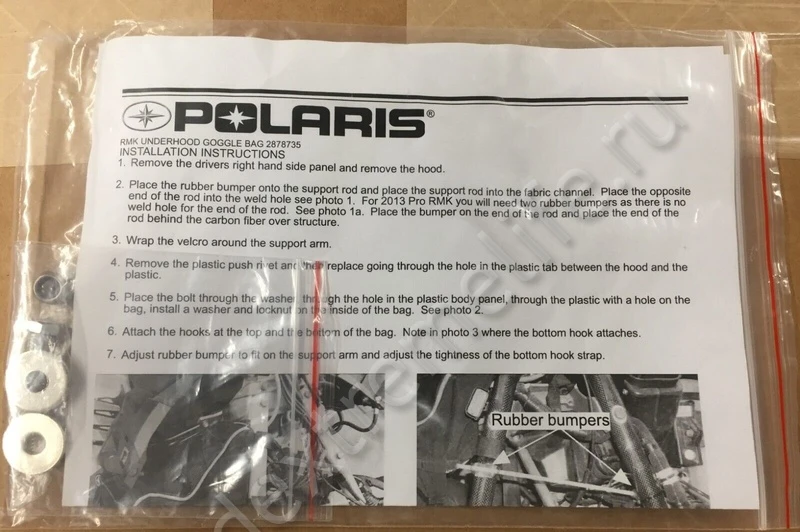 POLARIS®
RMK UNDERHOOD GOGGLE BAG 2878735
INSTALLATION INSTRUCTIONS
1. Remove the drivers right hand side panel and remove the hood.
2. Place the rubber bumper onto the support rod and place the support rod into the fabric channel. Place the opposite
end of the rod into the weld hole see photo 1. For 2013 Pro RMK you will need two rubber bumpers as there is no
weld hole for the end of the rod. See photo 1a. Place the bumper on the end of the rod and place the end of the
rod behind the carbon fiber over structure.
3. Wrap the velcro around the support arm.
4. Remove the plastic push rivet and then replace going through the hole in the plastic tab between the hood and the
plastic.
5. Place the bolt through the washer, through the hole in the plastic body panel, through the plastic with a hole on the
bag, install a washer and locknut on the inside of the bag. See photo 2.
6. Attach the hooks at the top and the bottom of the bag. Note in photo 3 where the bottom hook attaches.
7. Adjust rubber bumper to fit on the support arm and adjust the tightness of the bottom hook strap.
Rubber bumpers